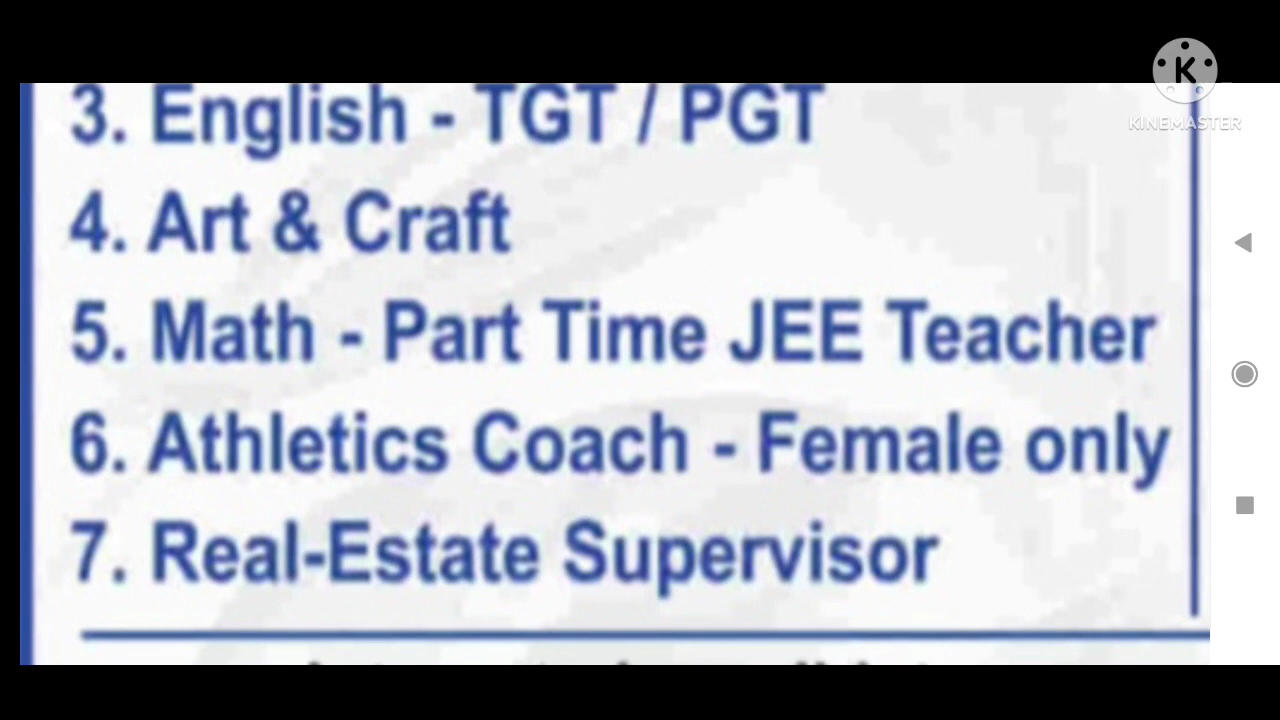 KINEMASTER
3. English - TGT / PGT
4. Art & Craft
5. Math - Part Time JEE Teacher
6. Athletics Coach - Female only
7. Real-Estate Supervisor